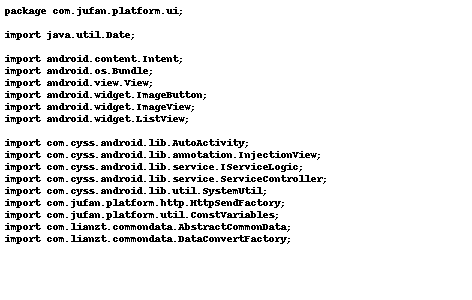 package com.jufan.platform.ui;

import java.util.Date;

import android.content.Intent;
import android.os.Bundle;
import android.view.View;
import android.widget.ImageButton;
import android.widget.ImageView;
import android.widget.ListView;

import com.cyss.android.lib.AutoActivity;
import com.cyss.android.lib.annotation.InjectionView;
import com.cyss.android.lib.service.IServiceLogic;
import com.cyss.android.lib.service.ServiceController;
import com.cyss.android.lib.util.SystemUtil;
import com.jufan.platform.http.HttpSendFactory;
import com.jufan.platform.util.ConstVariables;
import com.lianzt.commondata.AbstractCommonData;
import com.lianzt.commondata.DataConvertFactory;